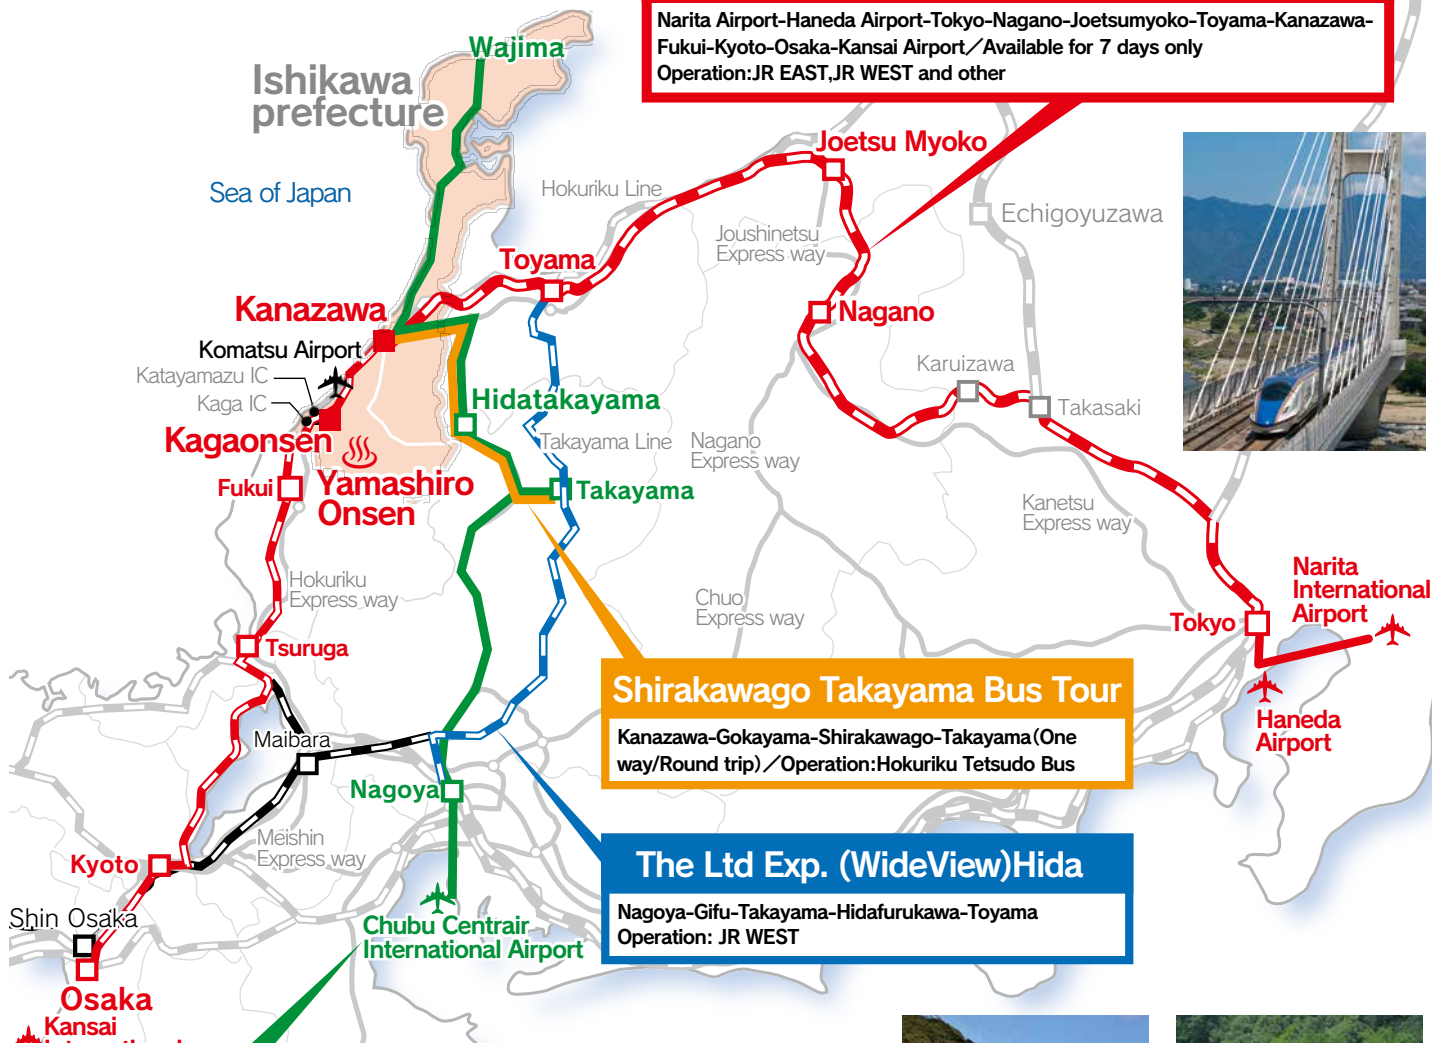 Narita Airport-Haneda Airport-Tokyo-Nagano-Joetsumyoko-Toyama-Kanazawa-
Fukui-Kyoto-Osaka-Kansai Airport／Available for 7 days only
Operation:JR EAST,JR WEST and other
Wajima
Ishikawa
prefecture
Sea of Japan
Hokuriku Line
Joetsu Myoko
Echigoyuzawa
Joushinetsu
Express way
Toyama
Kanazawa
Nagano
Komatsu Airport
Katayamazu IC
Kaga IC
Karuizawa
Takasaki
Hidatakayama
Kagaonsen
Takayama Line
Nagano
Express way
Fukui
Yamashiro
Onsen
Takayama
Kanetsu
Express way
Hokuriku
Express way
Chuo
Express way
Narita
International
Airport
Tokyo
Tsuruga
Haneda
Airport
Shirakawago Takayama Bus Tour
Kanazawa-Gokayama-Shirakawago-Takayama(One
way/Round trip)／Operation:Hokuriku Tetsudo Bus
Maibara
Nagoya
Meishin
Express way
Kyoto
The Ltd Exp. (WideView)Hida
Nagoya-Gifu-Takayama-Hidafurukawa-Toyama
Operation: JR WEST
Shin Osaka
Chubu Centrair
International Airport
Osaka
Kansai